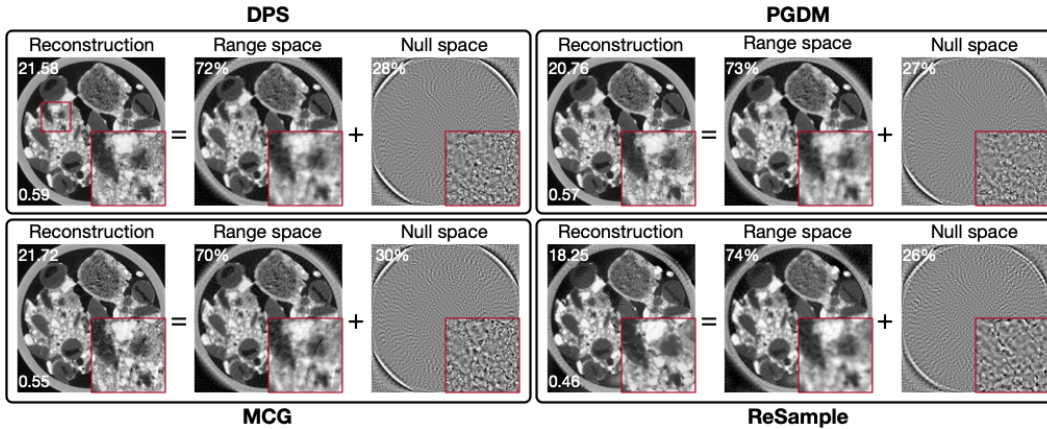 DPS
PGDM
Reconstruction Range space Null space
21.58 72% 28%
= +
0.59
Reconstruction Range space Null space
20.76 73% 27%
= +
0.57
Reconstruction Range space Null space
21.72 70% 30%
= +
0.55
Reconstruction Range space Null space
18.25 74% 26%
= +
0.46
MCG
ReSample